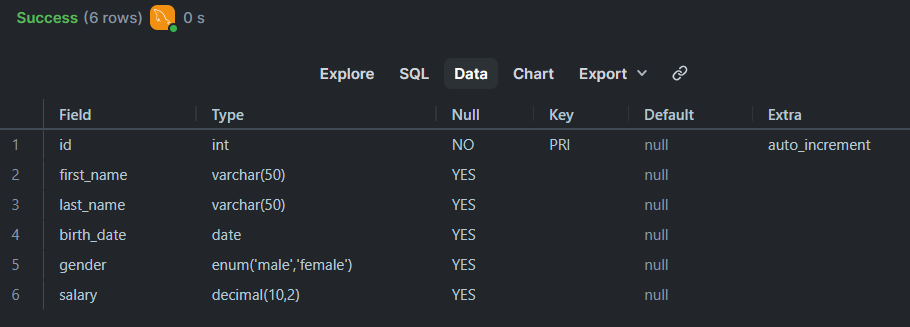 Success (6 rows) 0 s
Explore SQL Data Chart Export
Field Type Null Key Default Extra
1 id int NO PRI null auto_increment
2 first_name varchar(50) YES null
3 last_name varchar(50) YES null
4 birth_date date YES null
5 gender enum('male','female') YES null
6 salary decimal(10,2) YES null